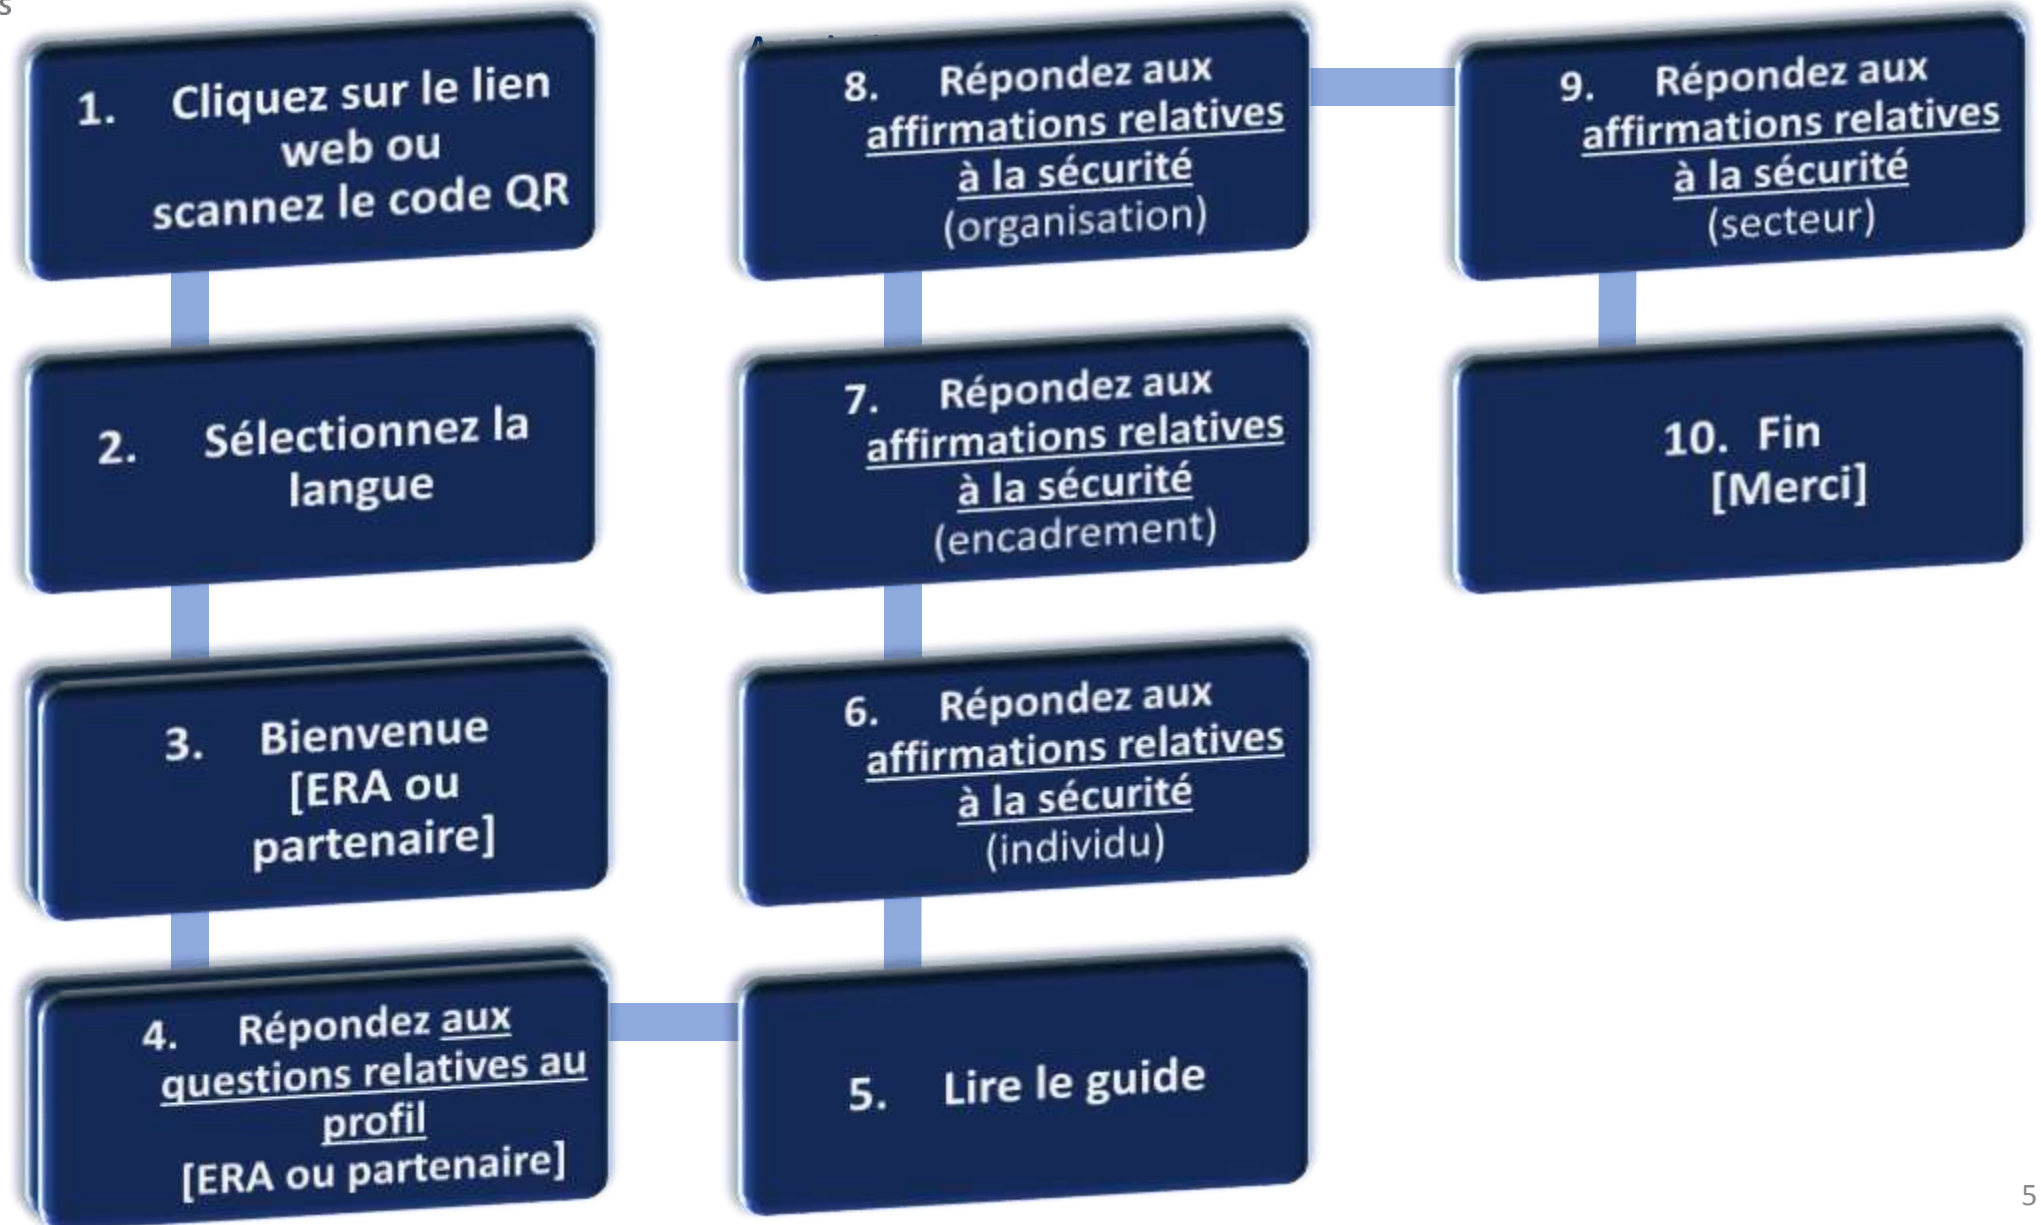 1. Cliquez sur le lien
web ou
scannez le code QR
2. Sélectionnez la
langue
3. Bienvenue
[ERA ou
partenaire]
4. Répondez aux
questions relatives au
profil
[ERA ou partenaire]
5. Lire le guide
6. Répondez aux
affirmations relatives
à la sécurité
(individu)
7. Répondez aux
affirmations relatives
à la sécurité
(encadrement)
8. Répondez aux
affirmations relatives
à la sécurité
(organisation)
9. Répondez aux
affirmations relatives
à la sécurité
(secteur)
10. Fin
[Merci]
5